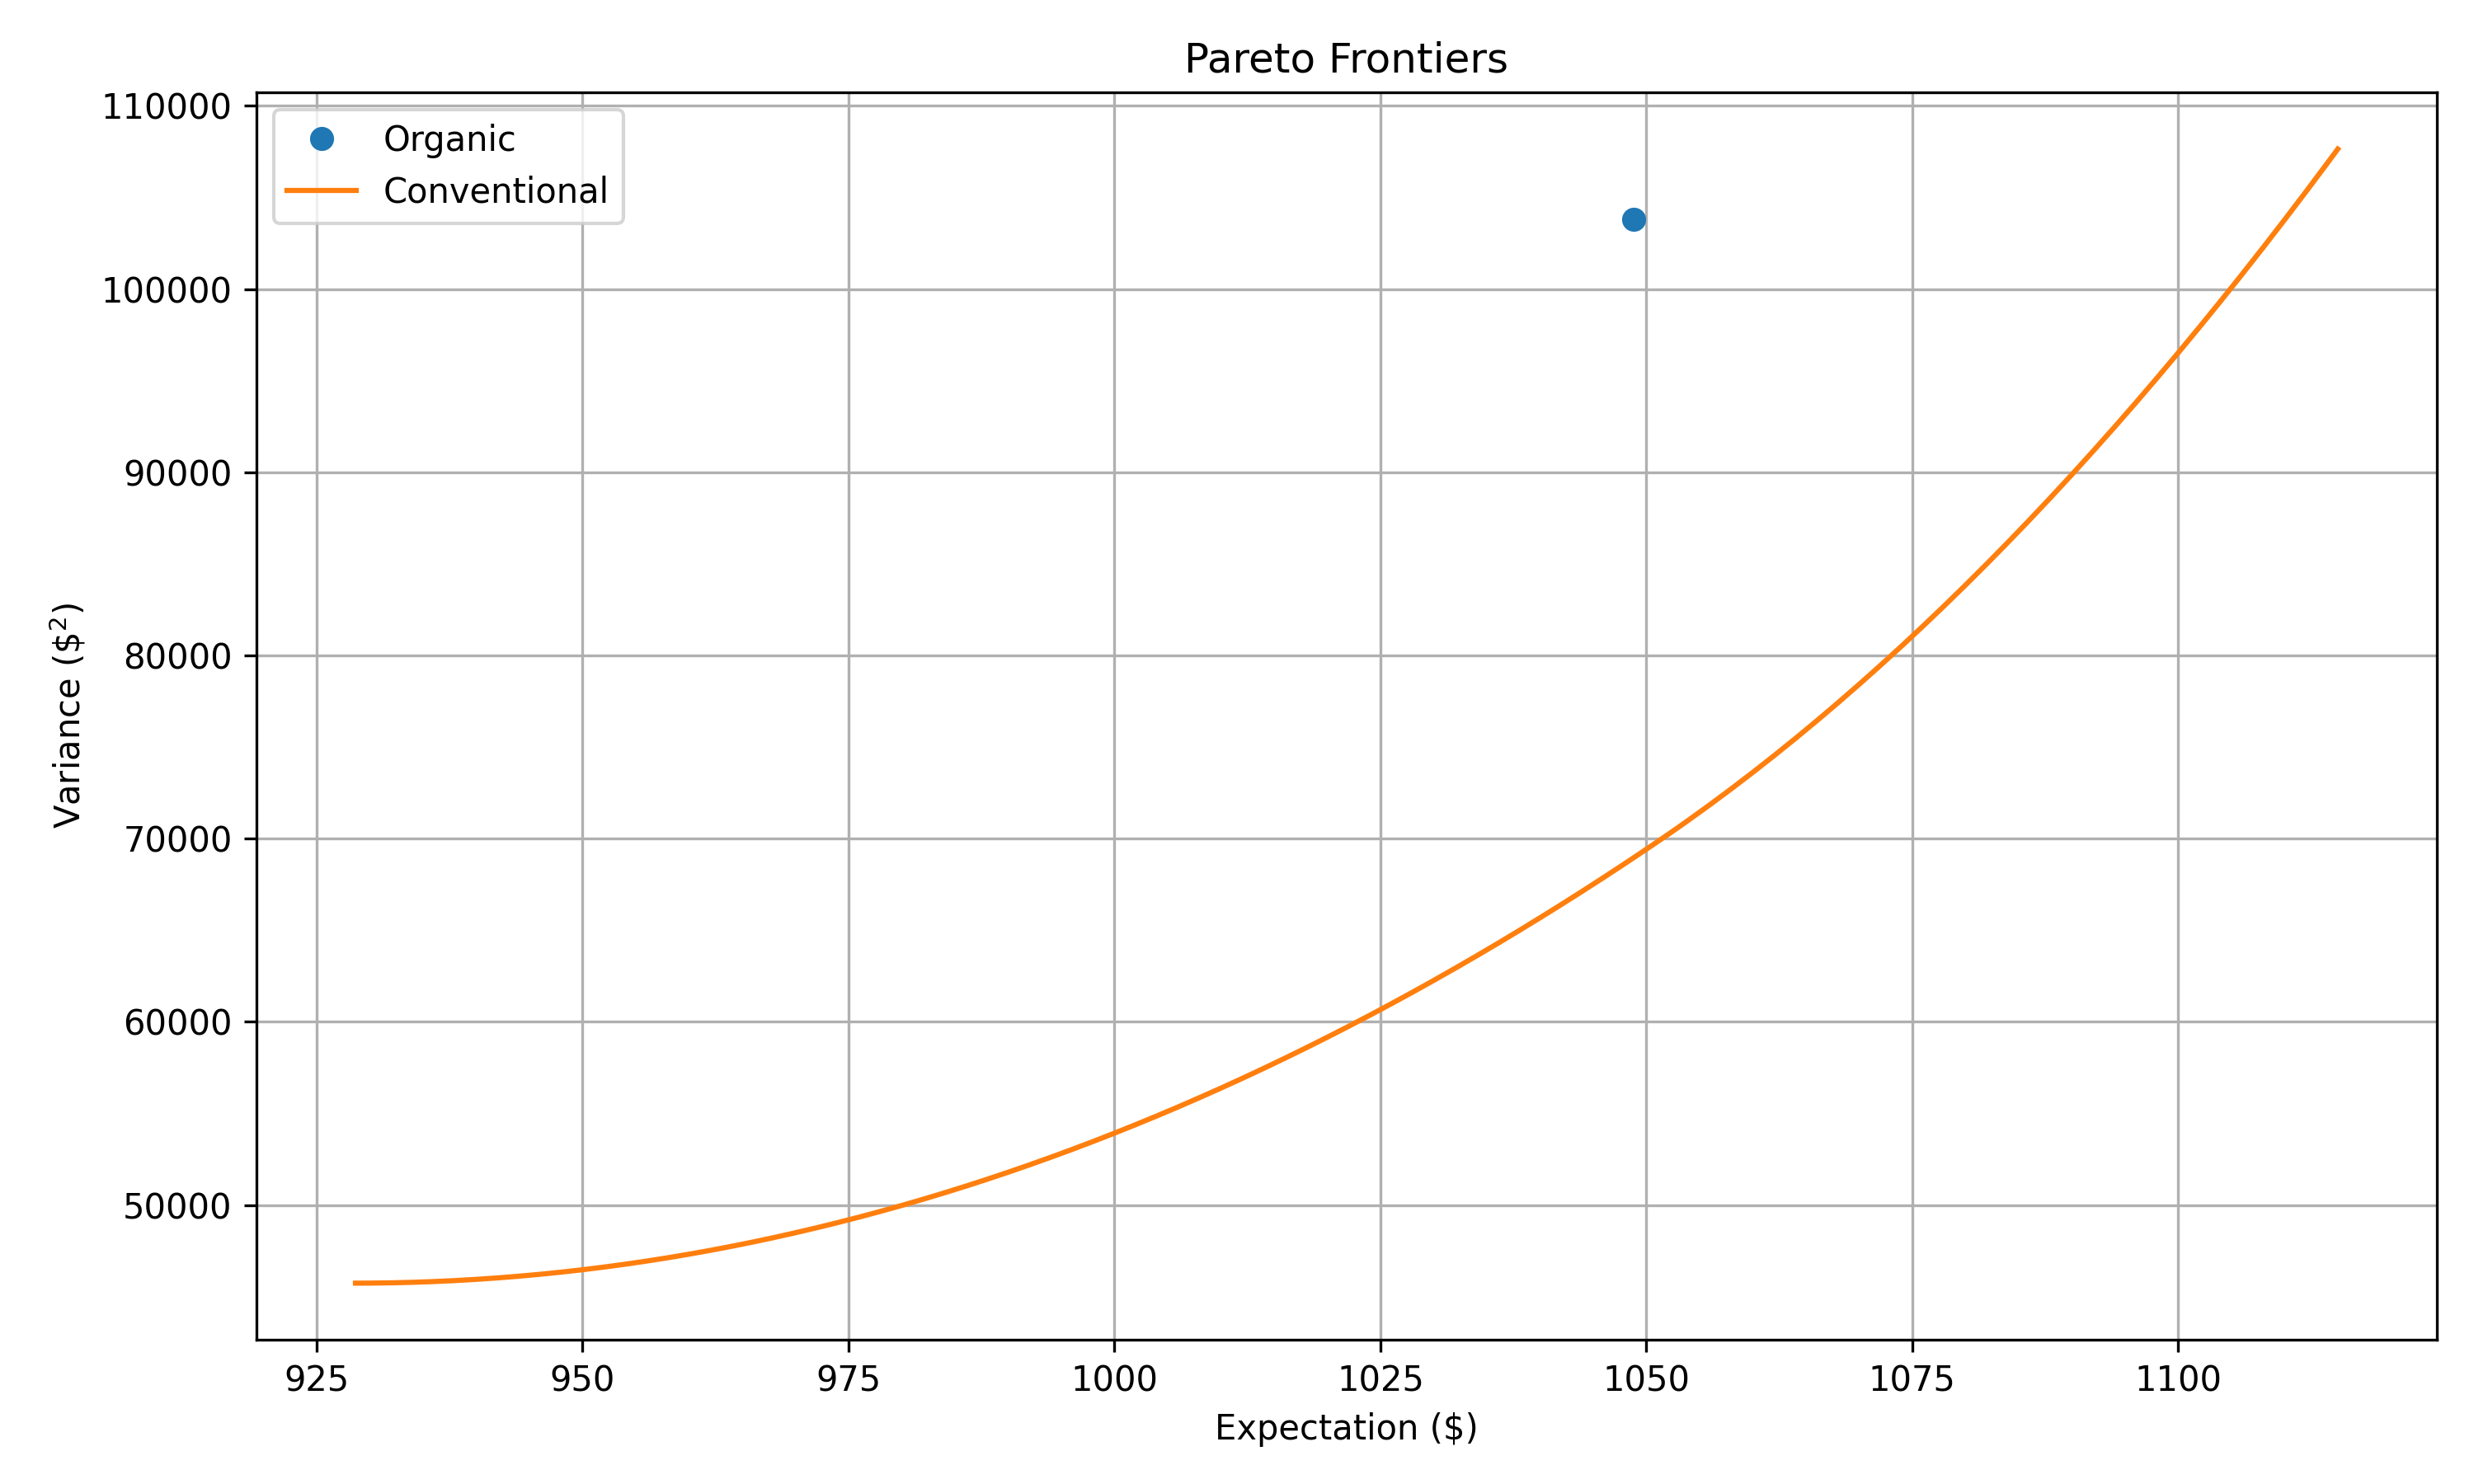 Pareto Frontiers
Organic
Conventional
110000
100000
90000
80000
70000
60000
50000
Variance ($²)
925 950 975 1000 1025 1050 1075 1100
Expectation ($)